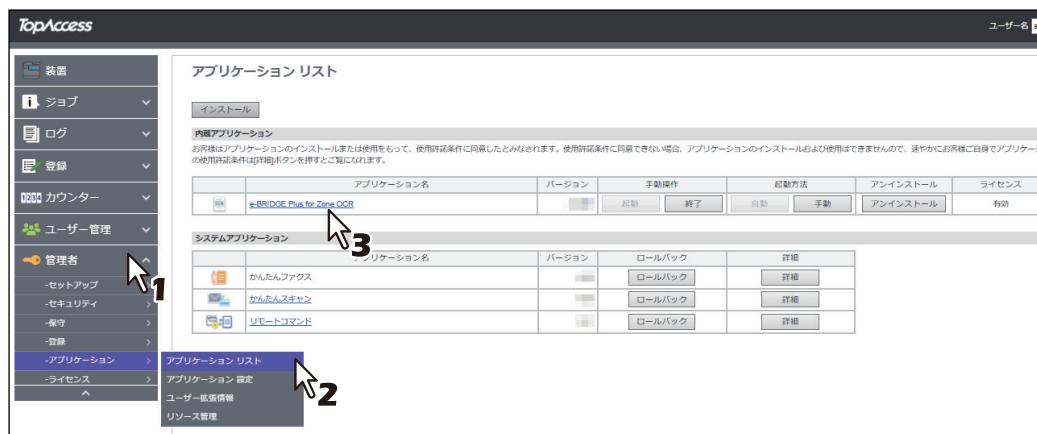 TopAccess
ユーザー名
装置
ジョブ
ログ
登録
カウンター
ユーザー管理
管理者
-セットアップ
-セキュリティ
-保守
-登録
-アプリケーション
-ライセンス
アプリケーション リスト
アプリケーション 設定
ユーザー拡張情報
リソース管理
アプリケーション リスト
インストール
内蔵アプリケーション
お客様はアプリケーションのインストールまたは使用をもって、使用許諾条件に同意したとみなされます。使用許諾条件に同意できない場合、アプリケーションのインストールおよび使用はできませんので、速やかにお客様ご自身でアプリケー
の使用許諾条件は[詳細]ボタンを押すとご覧になれます。
アプリケーション名 バージョン 手動操作 起動方法 アンインストール ライセンス
e-BRIDGE Plus for Zone OCR 起動 終了 自動 手動 アンインストール 有効
システムアプリケーション
アプリケーション名 バージョン ロールバック 詳細
かんたんファクス ロールバック 詳細
かんたんスキャン ロールバック 詳細
リモートコマンド ロールバック 詳細
1
2
3